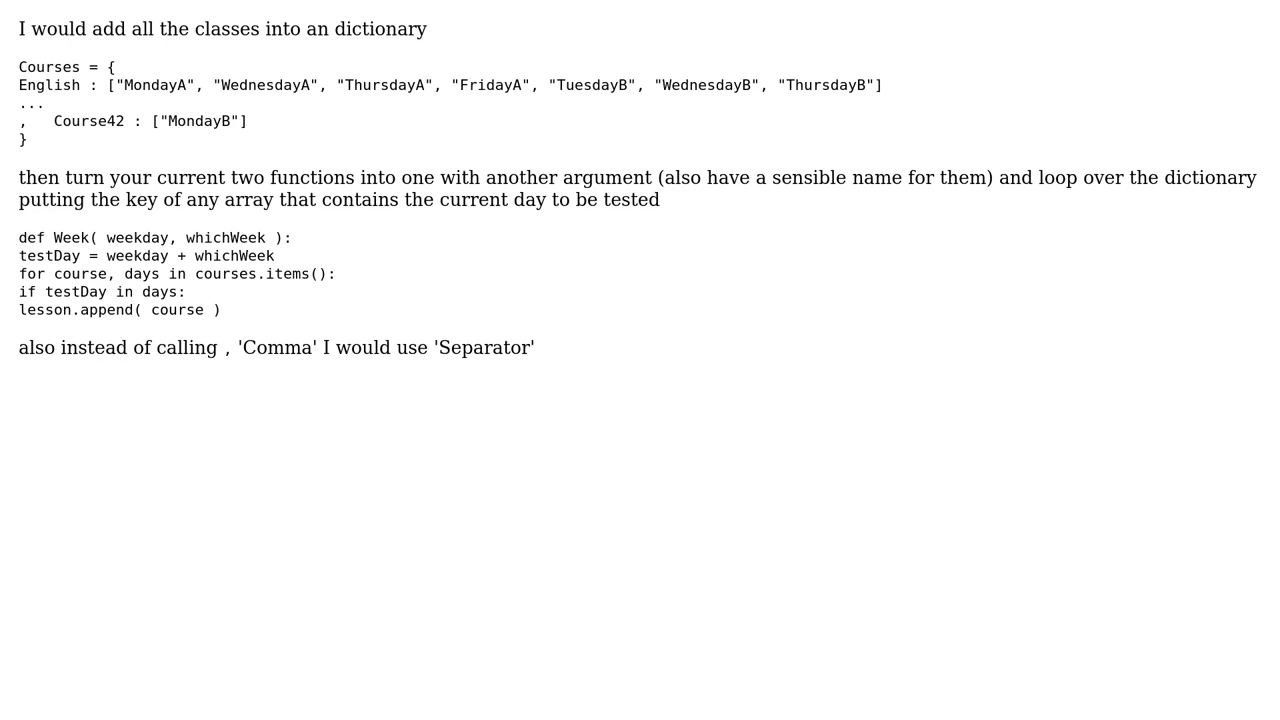 I would add all the classes into an dictionary
Courses = {
English : ["MondayA", "WednesdayA", "ThursdayA", "FridayA", "TuesdayB", "WednesdayB", "ThursdayB"]
...
,   Course42 : ["MondayB"]
}
then turn your current two functions into one with another argument (also have a sensible name for them) and loop over the dictionary
putting the key of any array that contains the current day to be tested
def Week( weekday, whichWeek ):
testDay = weekday + whichWeek
for course, days in courses.items():
if testDay in days:
lesson.append( course )
also instead of calling , 'Comma' I would use 'Separator'